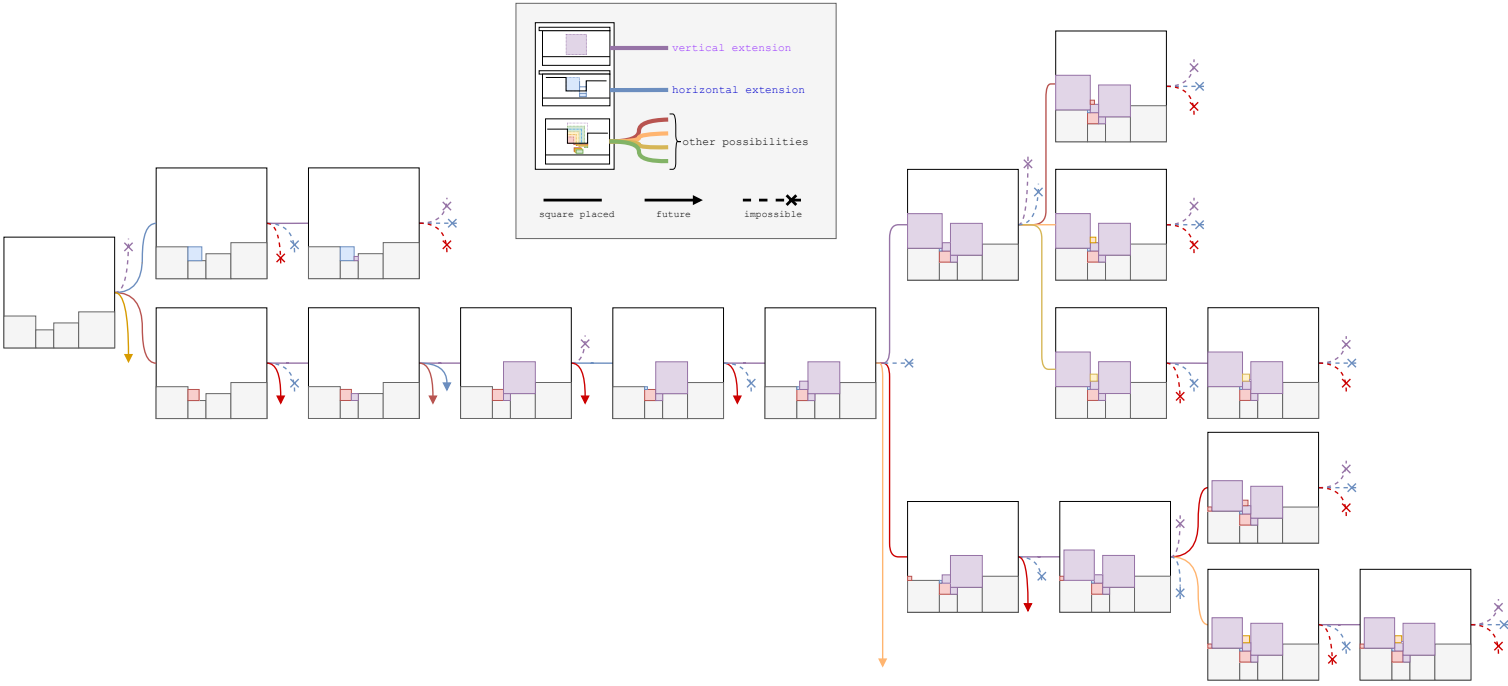 vertical extension
horizontal extension
other possibilities
square placed future impossible